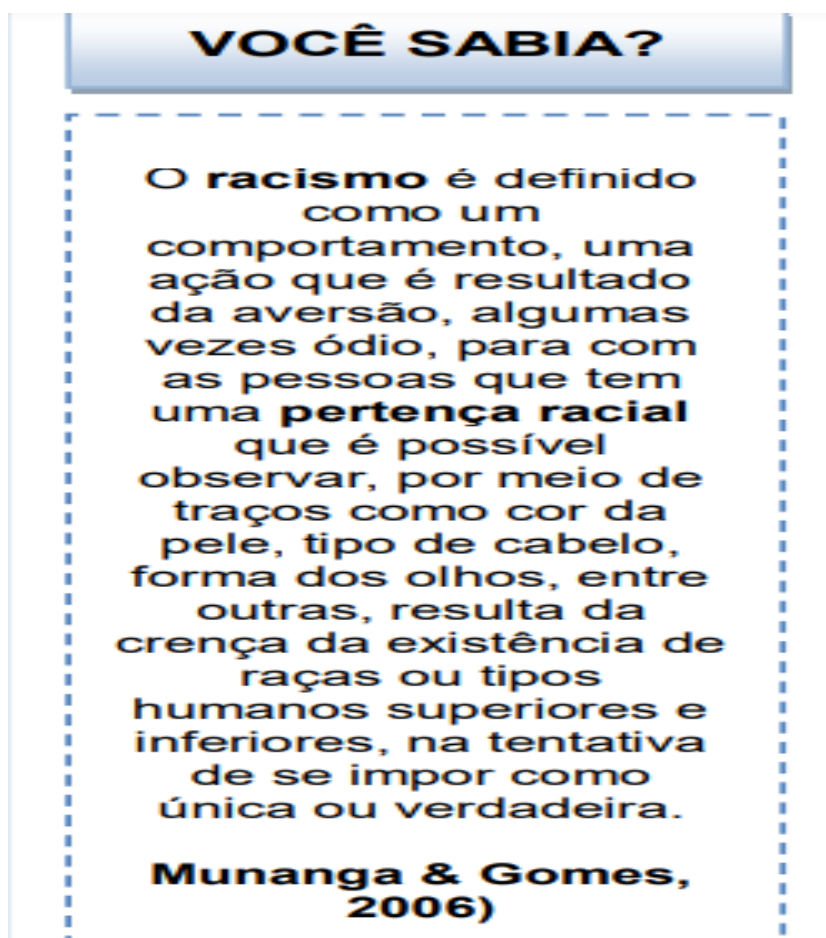 VOCÊ SABIA?
O racismo é definido
como um
comportamento, uma
ação que é resultado
da aversão, algumas
vezes ódio, para com
as pessoas que tem
uma pertença racial
que é possível
observar, por meio de
traços como cor da
pele, tipo de cabelo,
forma dos olhos, entre
outras, resulta da
crença da existência de
raças ou tipos
humanos superiores e
inferiores, na tentativa
de se impor como
única ou verdadeira.
Munanga & Gomes,
2006)